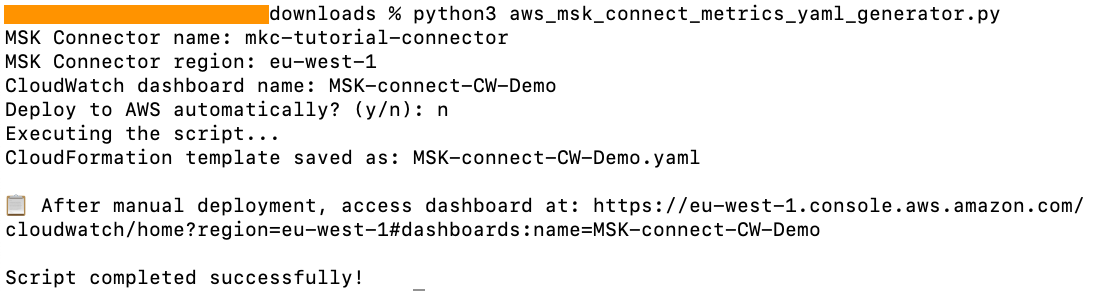 downloads % python3 aws_msk_connect_metrics_yaml_generator.py
MSK Connector name: mkc-tutorial-connector
MSK Connector region: eu-west-1
CloudWatch dashboard name: MSK-connect-CW-Demo
Deploy to AWS automatically? (y/n): n
Executing the script...
CloudFormation template saved as: MSK-connect-CW-Demo.yaml
📋 After manual deployment, access dashboard at: https://eu-west-1.console.aws.amazon.com/
cloudwatch/home?region=eu-west-1#dashboards:name=MSK-connect-CW-Demo
Script completed successfully!